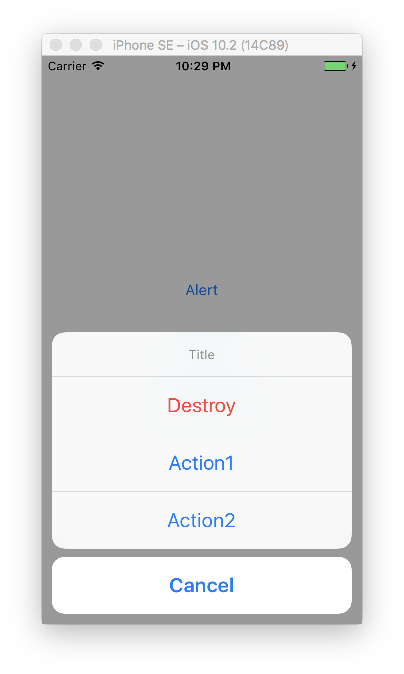 iPhone SE – iOS 10.2 (14C89)
Carrier 10:29 PM
Alert
Title
Destroy
Action1
Action2
Cancel